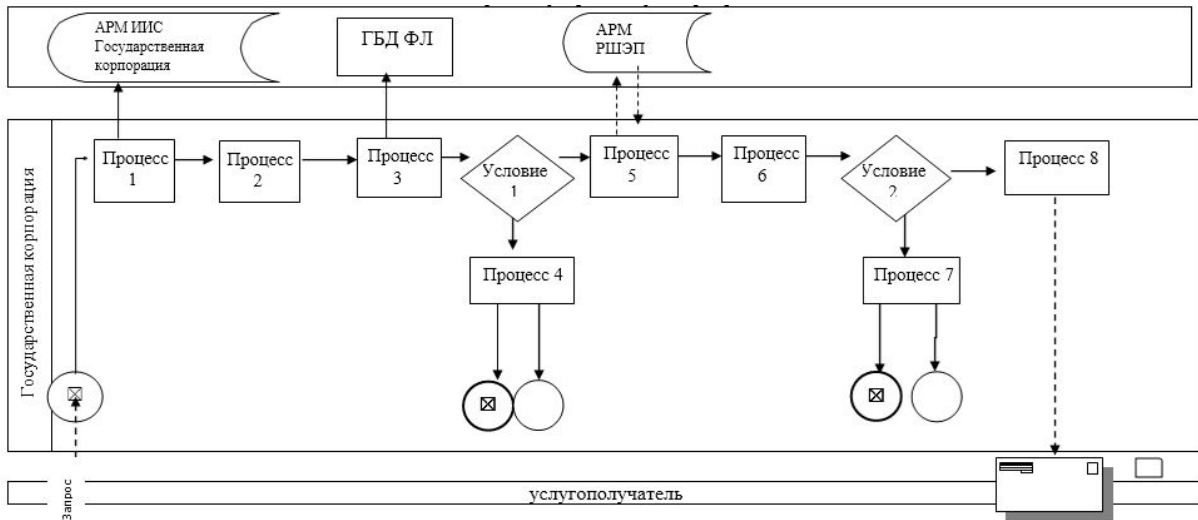 АРМ ИИС
Государственная
корпорация
ГБД ФЛ
АРМ
РШЭП
Государственная корпорация
Процесс
1
Процесс
2
Процесс
3
Условие
1
Процесс
5
Процесс
6
Условие
2
Процесс 8
Процесс 4
Процесс 7
Запрос
услугополучатель